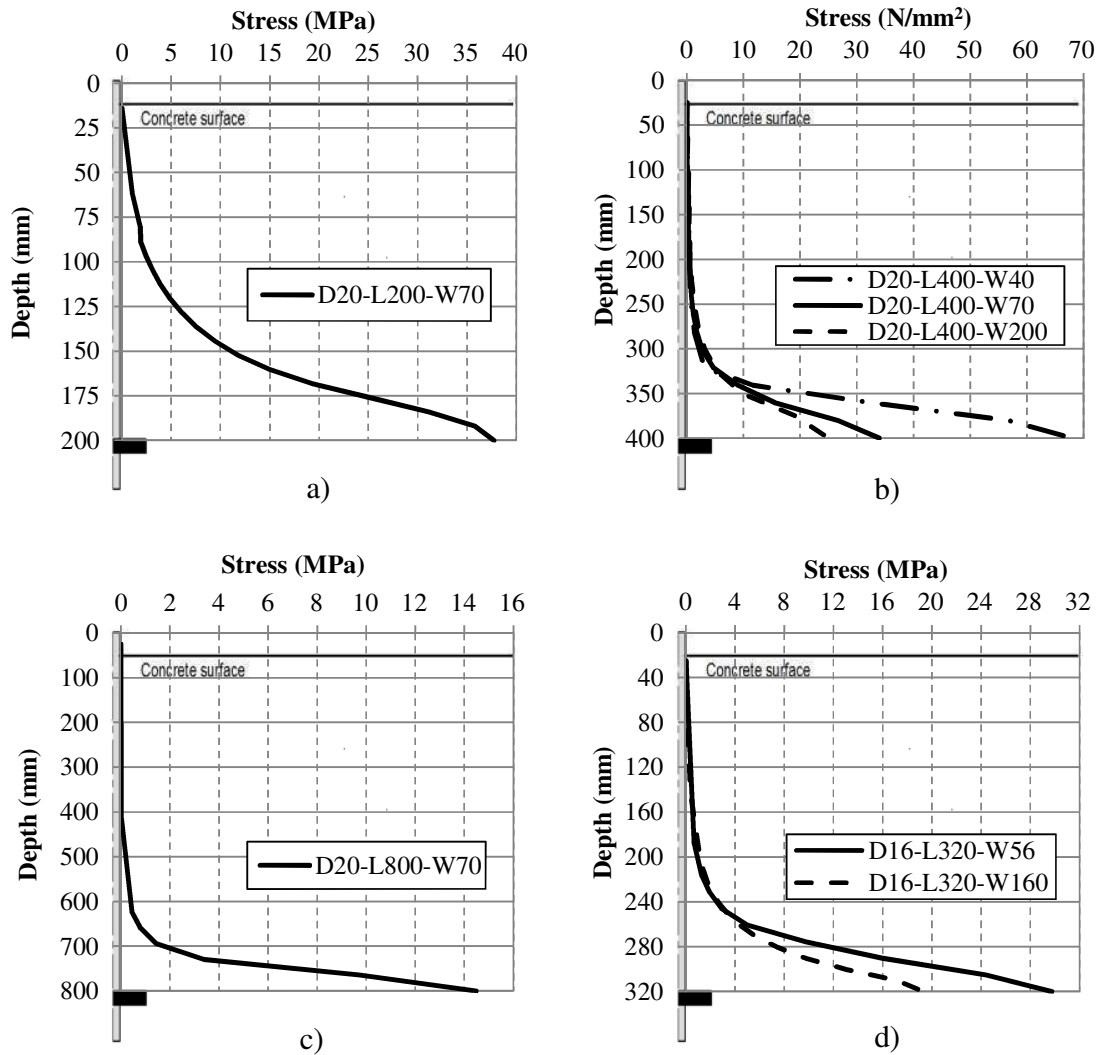 Stress (MPa)
0 5 10 15 20 25 30 35 40
0
25
50
75
100
125
150
175
200
Depth (mm)
Concrete surface
D20-L200-W70
a)
Stress (N/mm²)
0 10 20 30 40 50 60 70
0
50
100
150
200
250
300
350
400
Depth (mm)
Concrete surface
D20-L400-W40
D20-L400-W70
D20-L400-W200
b)
Stress (MPa)
0 2 4 6 8 10 12 14 16
0
100
200
300
400
500
600
700
800
Depth (mm)
Concrete surface
D20-L800-W70
c)
Stress (MPa)
0 4 8 12 16 20 24 28 32
0
40
80
120
160
200
240
280
320
Depth (mm)
Concrete surface
D16-L320-W56
D16-L320-W160
d)